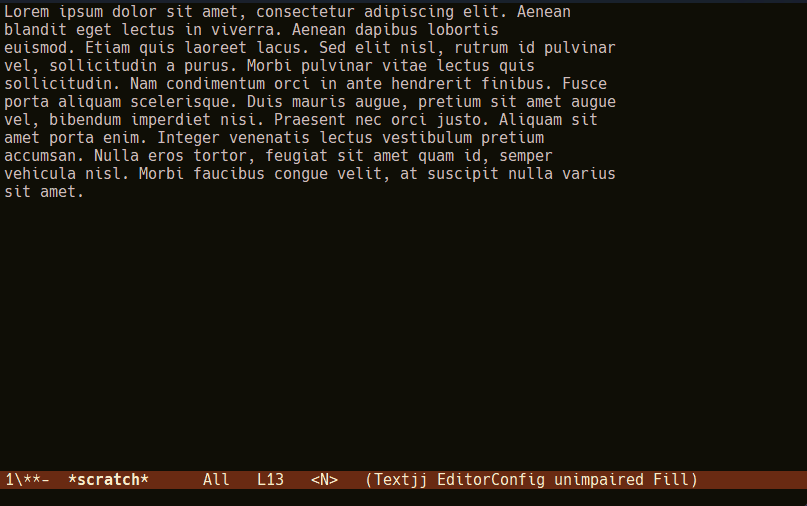 Lorem ipsum dolor sit amet, consectetur adipiscing elit. Aenean
blandit eget lectus in viverra. Aenean dapibus lobortis
euismod. Etiam quis laoreet lacus. Sed elit nisl, rutrum id pulvinar
vel, sollicitudin a purus. Morbi pulvinar vitae lectus quis
sollicitudin. Nam condimentum orci in ante hendrerit finibus. Fusce
porta aliquam scelerisque. Duis mauris augue, pretium sit amet augue
vel, bibendum imperdiet nisi. Praesent nec orci justo. Aliquam sit
amet porta enim. Integer venenatis lectus vestibulum pretium
accumsan. Nulla eros tortor, feugiat sit amet quam id, semper
vehicula nisl. Morbi faucibus congue velit, at suscipit nulla varius
sit amet.
1\**-  *scratch*      All   L13   <N>   (Textjj EditorConfig unimpaired Fill)